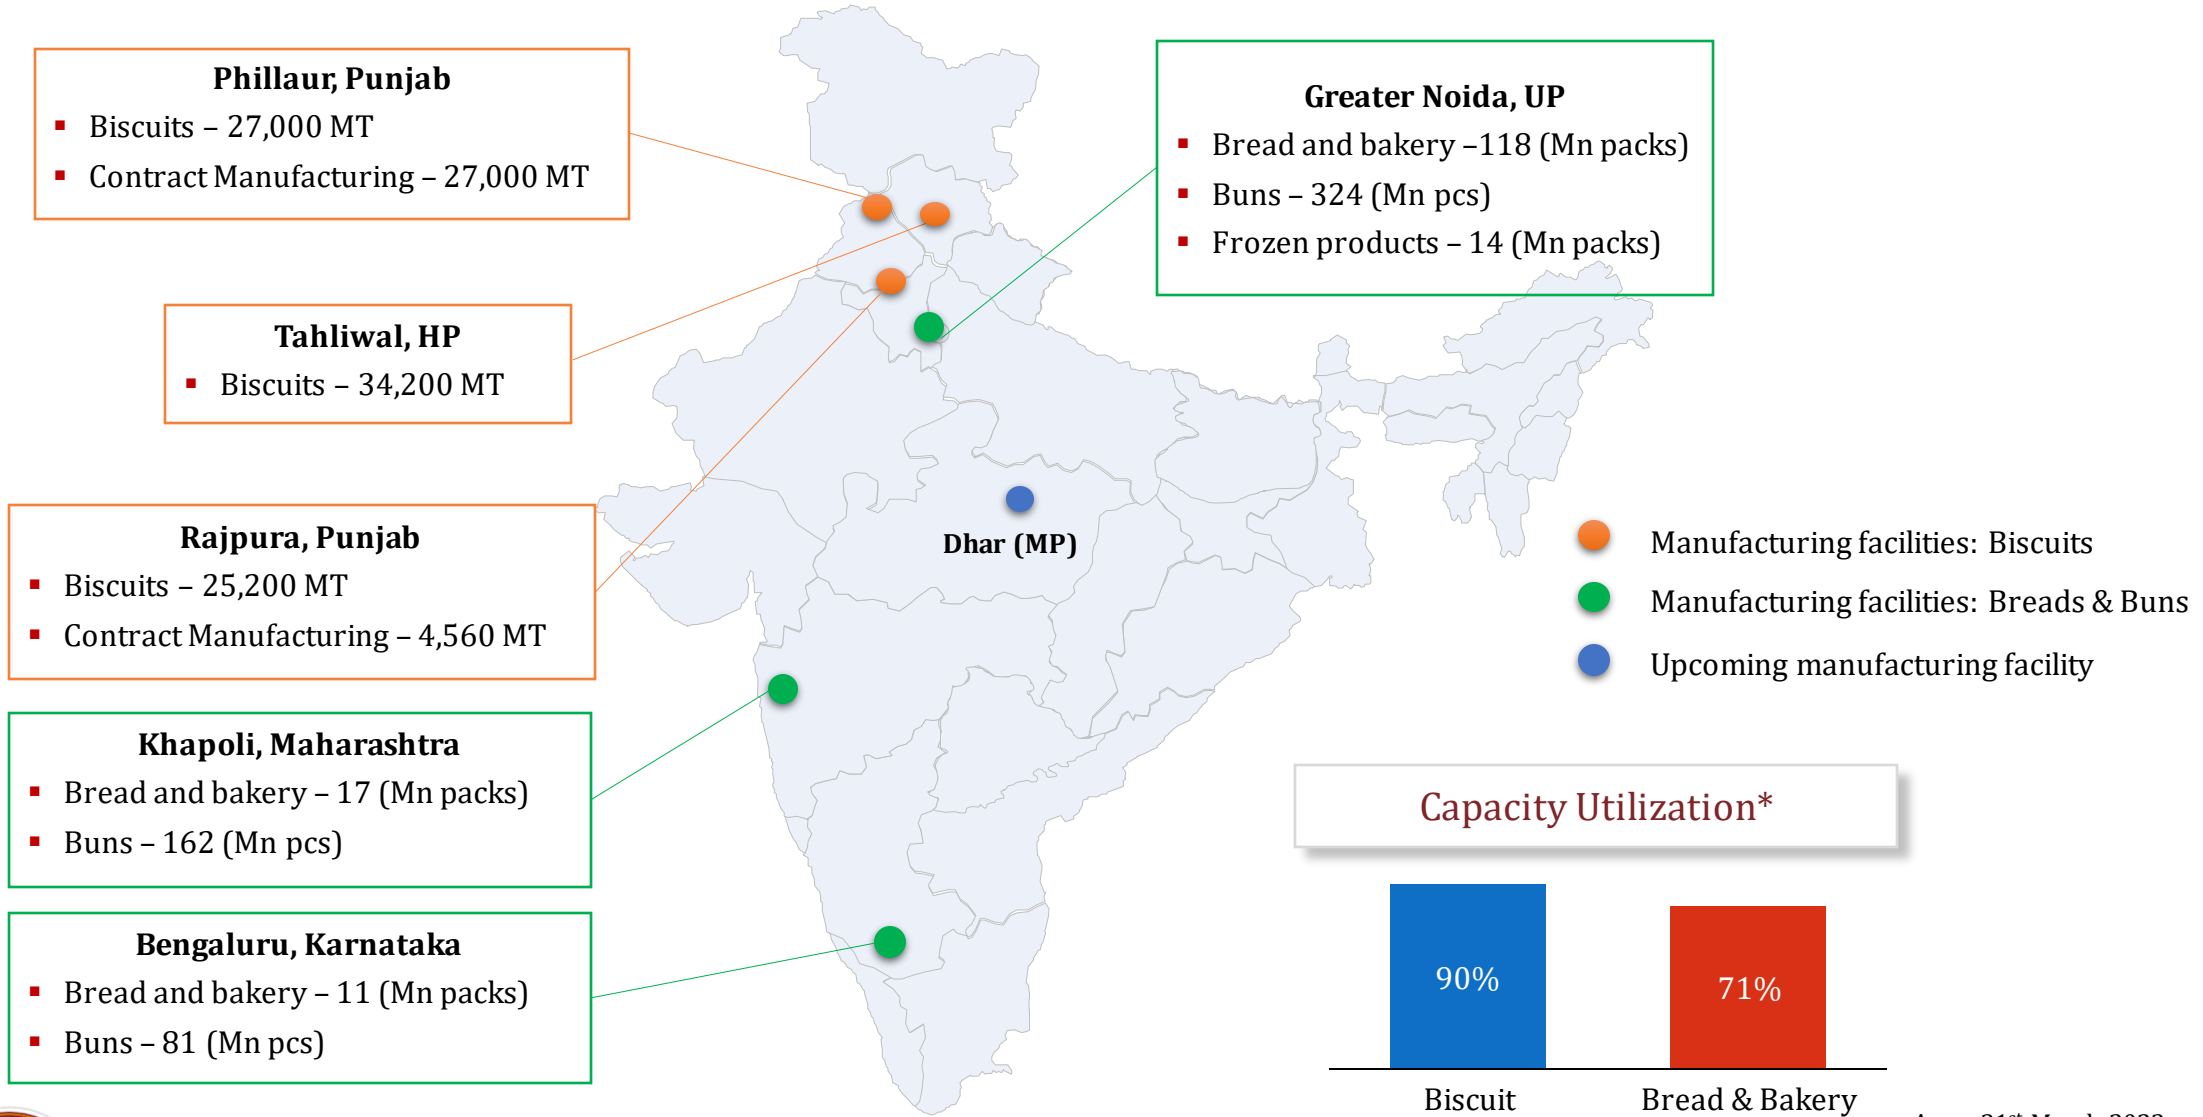 Phillaur, Punjab
▪ Biscuits – 27,000 MT
▪ Contract Manufacturing – 27,000 MT
Greater Noida, UP
▪ Bread and bakery –118 (Mn packs)
▪ Buns – 324 (Mn pcs)
▪ Frozen products – 14 (Mn packs)
Tahliwal, HP
▪ Biscuits – 34,200 MT
Rajpura, Punjab
▪ Biscuits – 25,200 MT
▪ Contract Manufacturing – 4,560 MT
Dhar (MP)
Manufacturing facilities: Biscuits
Manufacturing facilities: Breads & Buns
Upcoming manufacturing facility
Khapoli, Maharashtra
▪ Bread and bakery – 17 (Mn packs)
▪ Buns – 162 (Mn pcs)
Bengaluru, Karnataka
▪ Bread and bakery – 11 (Mn packs)
▪ Buns – 81 (Mn pcs)
Capacity Utilization*
90%
71%
Biscuit
Bread & Bakery